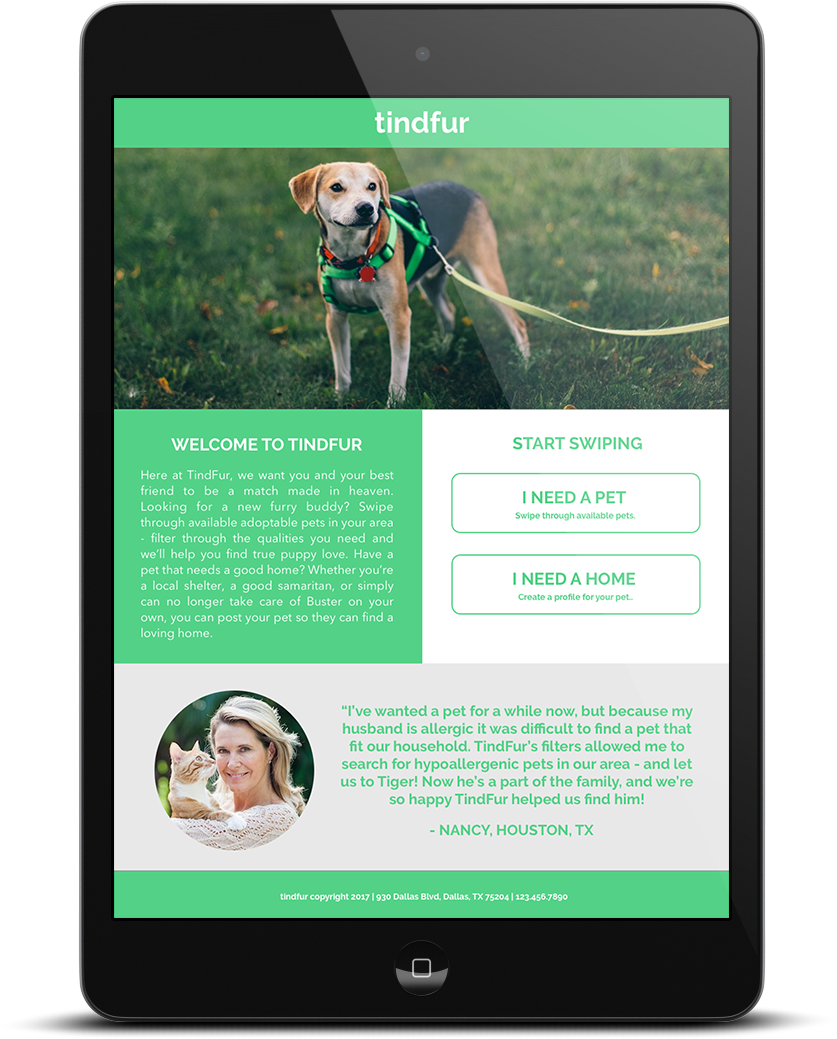 tindfur
WELCOME TO TINDFUR
Here at TindFur, we want you and your best
friend to be a match made in heaven.
Looking for a new furry buddy? Swipe
through available adoptable pets in your area
- filter through the qualities you need and
we'll help you find true puppy love. Have a
pet that needs a good home? Whether you're
a local shelter, a good samaritan, or simply
can no longer take care of Buster on your
own, you can post your pet so they can find a
loving home.
START SWIPING
I NEED A PET
Swipe through available pets.
I NEED A HOME
Create a profile for your pet..
“I’ve wanted a pet for a while now, but because my
husband is allergic it was difficult to find a pet that
fit our household. TindFur’s filters allowed me to
search for hypoallergenic pets in our area - and let
us to Tiger! Now he’s a part of the family, and we’re
so happy TindFur helped us find him!
- NANCY, HOUSTON, TX
tindfur copyright 2017 | 930 Dallas Blvd, Dallas, TX 75204 | 123.456.7890